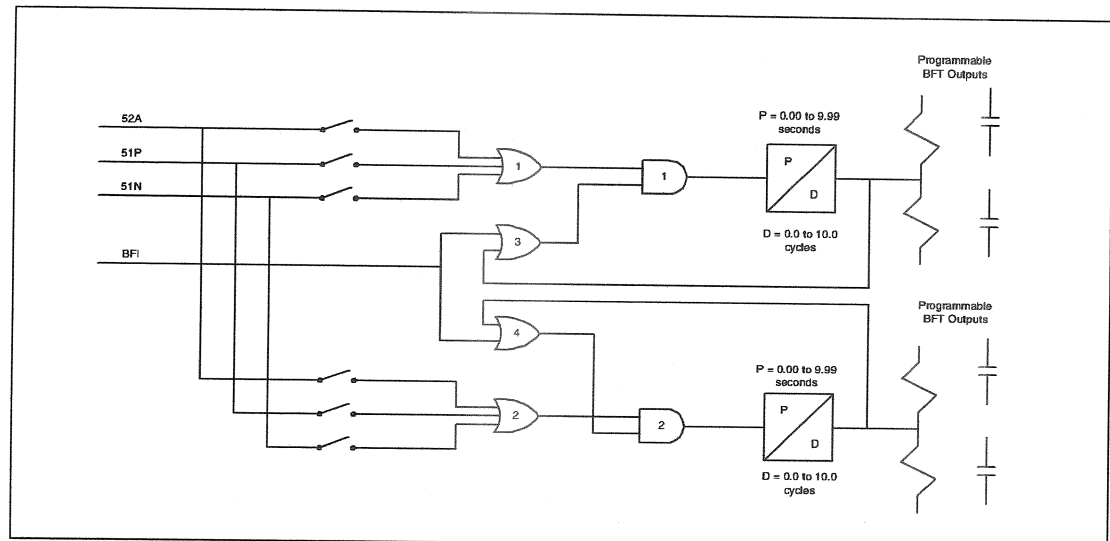 Programmable
BFT Outputs
52A
P = 0.00 to 9.99
seconds
51P
1
1
P
D
51N
D = 0.0 to 10.0
cycles
3
BFI
Programmable
BFT Outputs
4
P = 0.00 to 9.99
seconds
2
2
P
D
D = 0.0 to 10.0
cycles